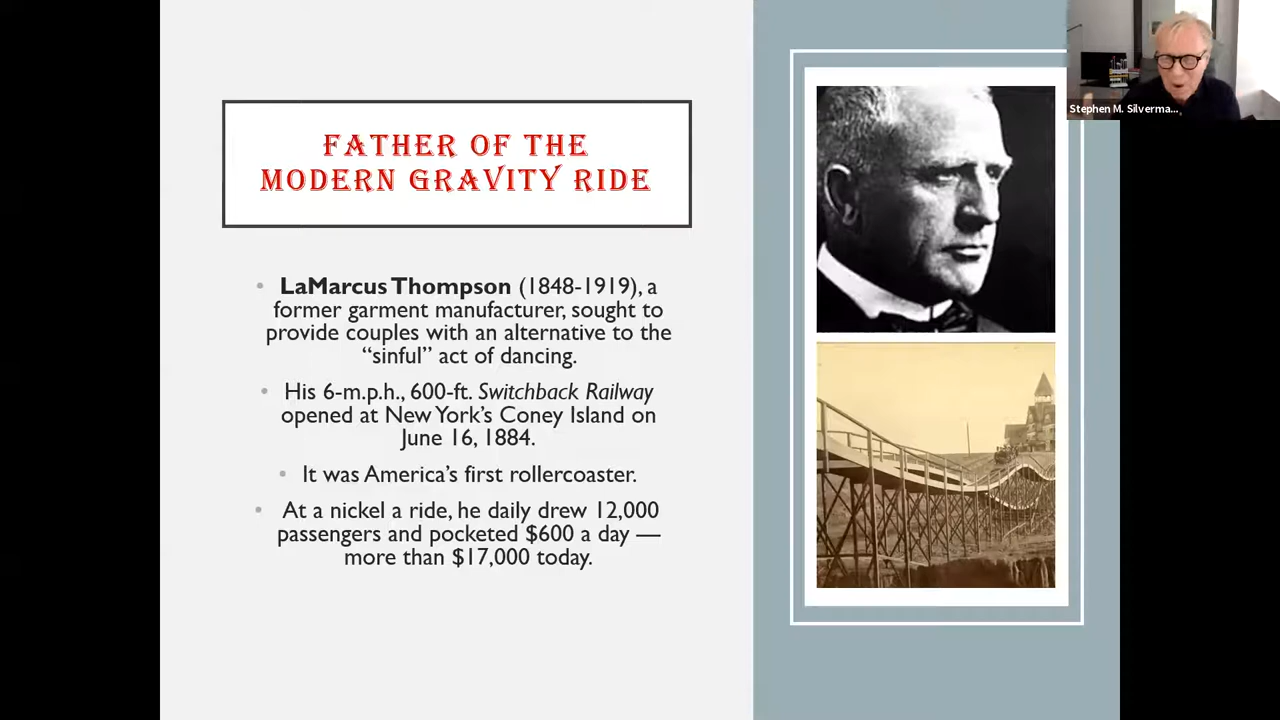 FATHER OF THE
MODERN GRAVITY RIDE
• LaMarcus Thompson (1848-1919), a
former garment manufacturer, sought to
provide couples with an alternative to the
“sinful” act of dancing.
• His 6-m.p.h., 600-ft. Switchback Railway
opened at New York’s Coney Island on
June 16, 1884.
• It was America’s first rollercoaster.
• At a nickel a ride, he daily drew 12,000
passengers and pocketed $600 a day —
more than $17,000 today.
Stephen M. Silverma...